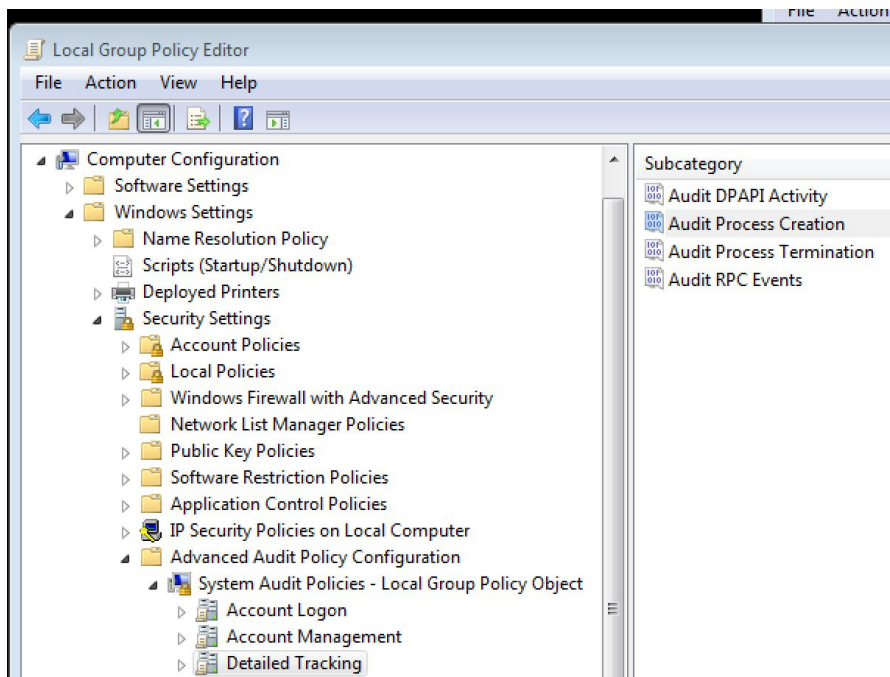 File Action
Local Group Policy Editor
File Action View Help
Computer Configuration
Software Settings
Windows Settings
Name Resolution Policy
Scripts (Startup/Shutdown)
Deployed Printers
Security Settings
Account Policies
Local Policies
Windows Firewall with Advanced Security
Network List Manager Policies
Public Key Policies
Software Restriction Policies
Application Control Policies
IP Security Policies on Local Computer
Advanced Audit Policy Configuration
System Audit Policies - Local Group Policy Object
Account Logon
Account Management
Detailed Tracking
Subcategory
Audit DPAPI Activity
Audit Process Creation
Audit Process Termination
Audit RPC Events